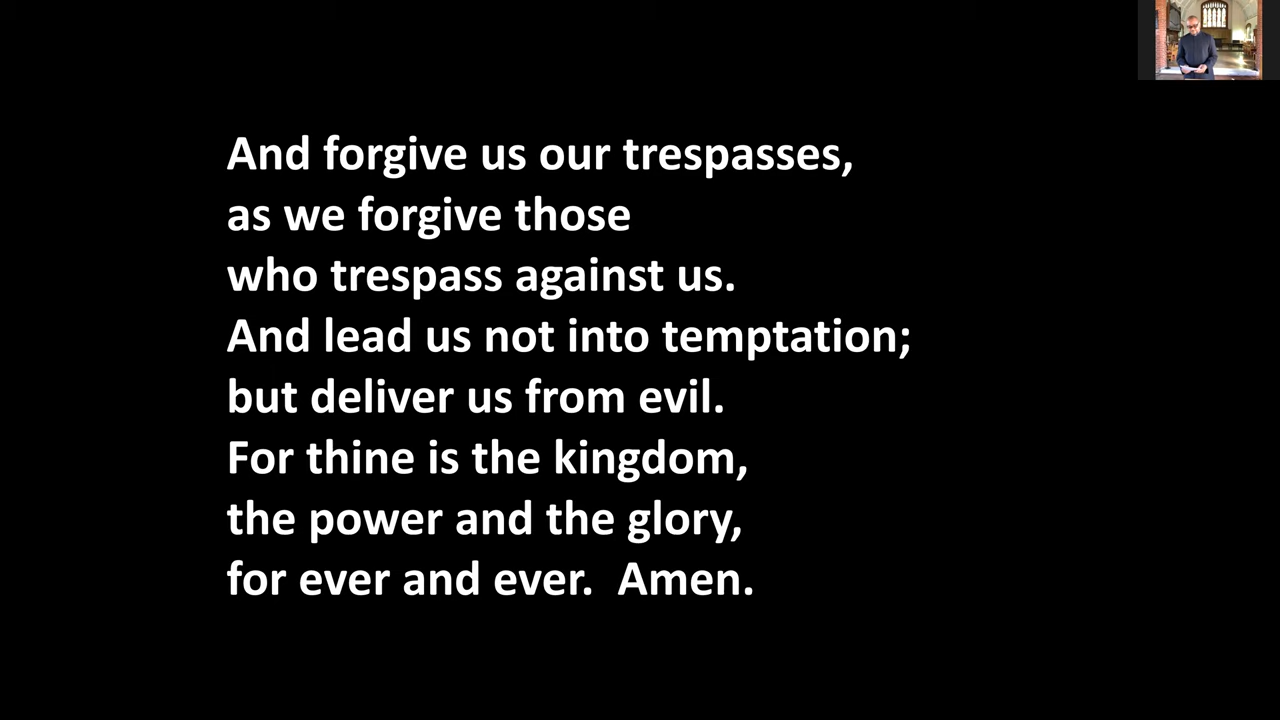 And forgive us our trespasses,
as we forgive those
who trespass against us.
And lead us not into temptation;
but deliver us from evil.
For thine is the kingdom,
the power and the glory,
for ever and ever.  Amen.